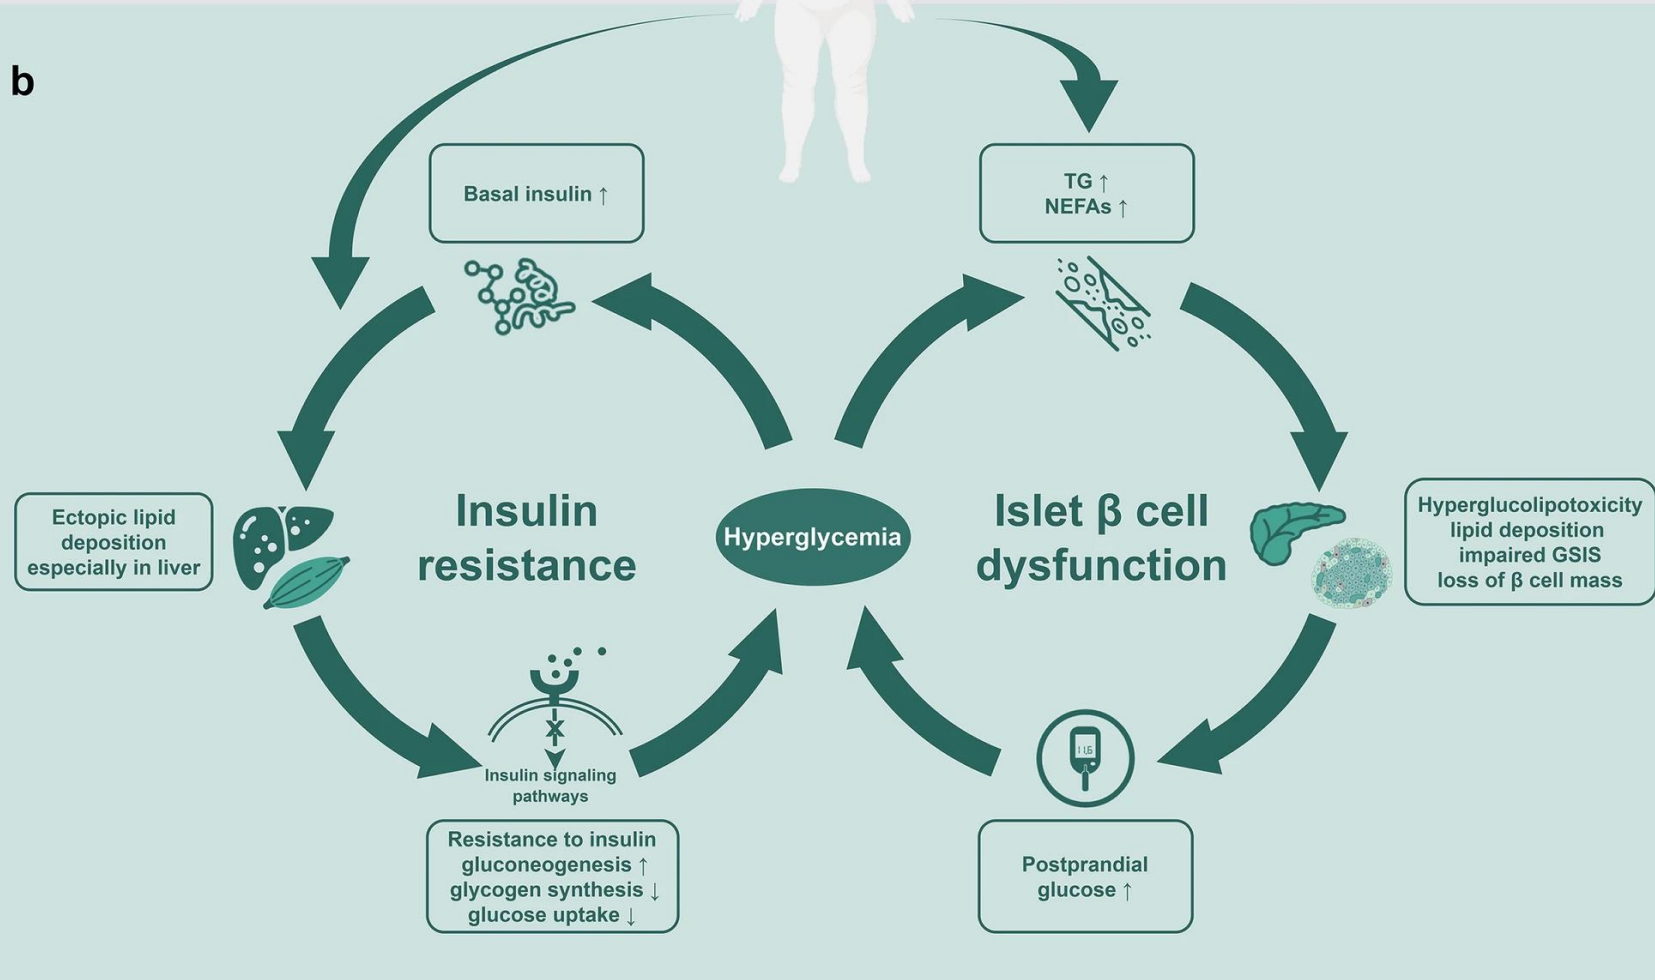 b
Basal insulin ↑
TG ↑
NEFAs ↑
Ectopic lipid
deposition
especially in liver
Insulin
resistance
Hyperglycemia
Islet β cell
dysfunction
Hyperglucolipotoxicity
lipid deposition
impaired GSIS
loss of β cell mass
Insulin signaling
pathways
Resistance to insulin
gluconeogenesis ↑
glycogen synthesis ↓
glucose uptake ↓
11,6
Postprandial
glucose ↑